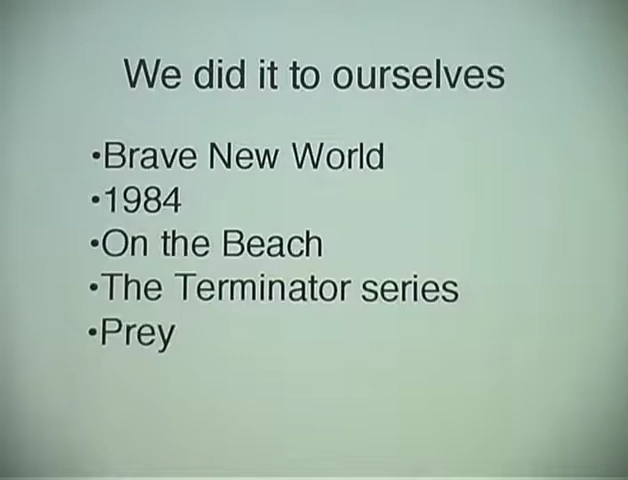 We did it to ourselves
•Brave New World
•1984
•On the Beach
•The Terminator series
•Prey